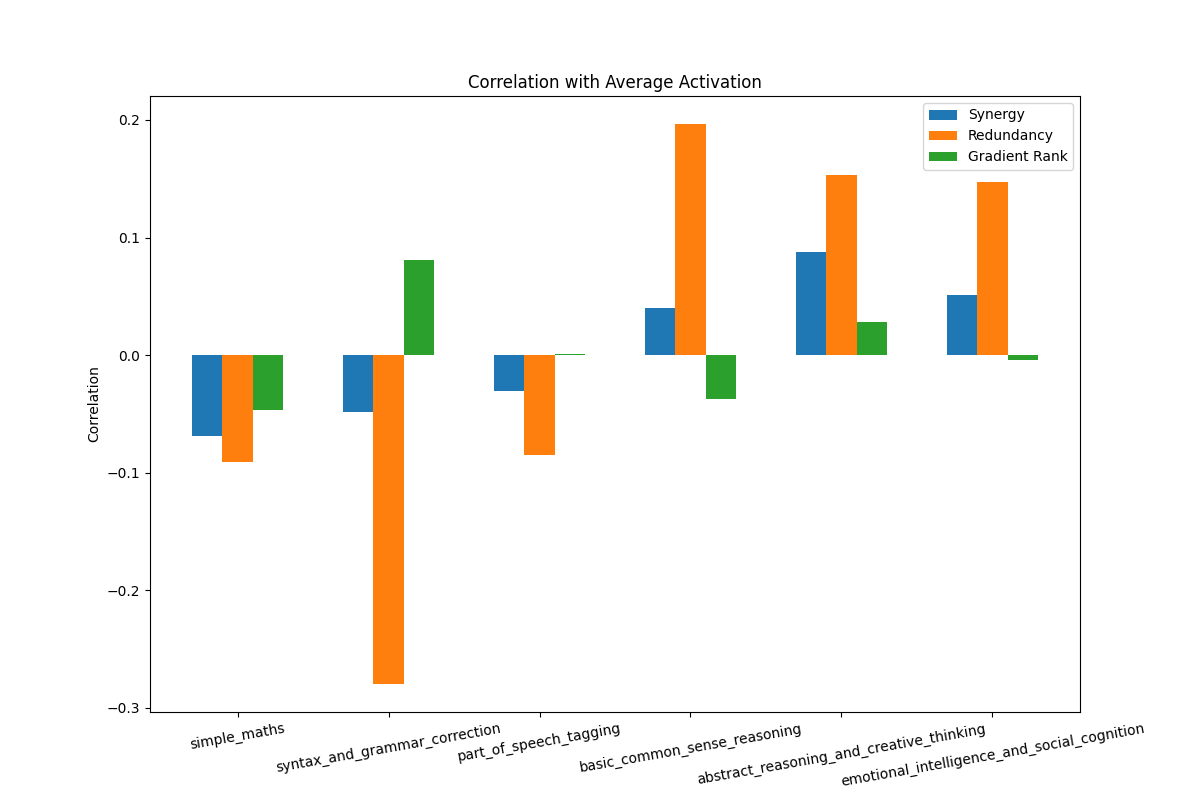 Correlation with Average Activation
Synergy
Redundancy
Gradient Rank
0.2
0.1
0.0
−0.1
−0.2
−0.3
Correlation
simple_maths
syntax_and_grammar_correction
part_of_speech_tagging
basic_common_sense_reasoning
abstract_reasoning_and_creative_thinking
emotional_intelligence_and_social_cognition